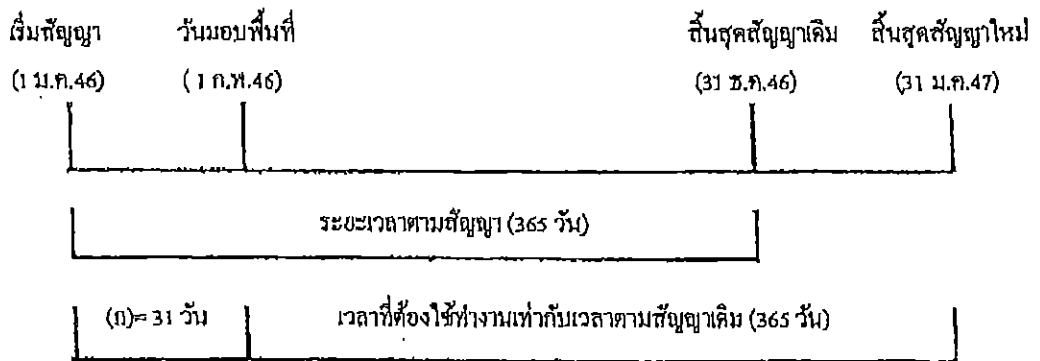 เริ่มสัญญา วันมอบพื้นที่ สิ้นสุดสัญญาเดิม สิ้นสุดสัญญาใหม่
(1 ม.ค.46) (1 ก.พ.46) (31 ธ.ค.46) (31 ม.ค.47)
ระยะเวลาตามสัญญา (365 วัน)
(ก)= 31 วัน เวลาที่ต้องใช้ทำงานเท่ากับเวลาตามสัญญาเดิม (365 วัน)